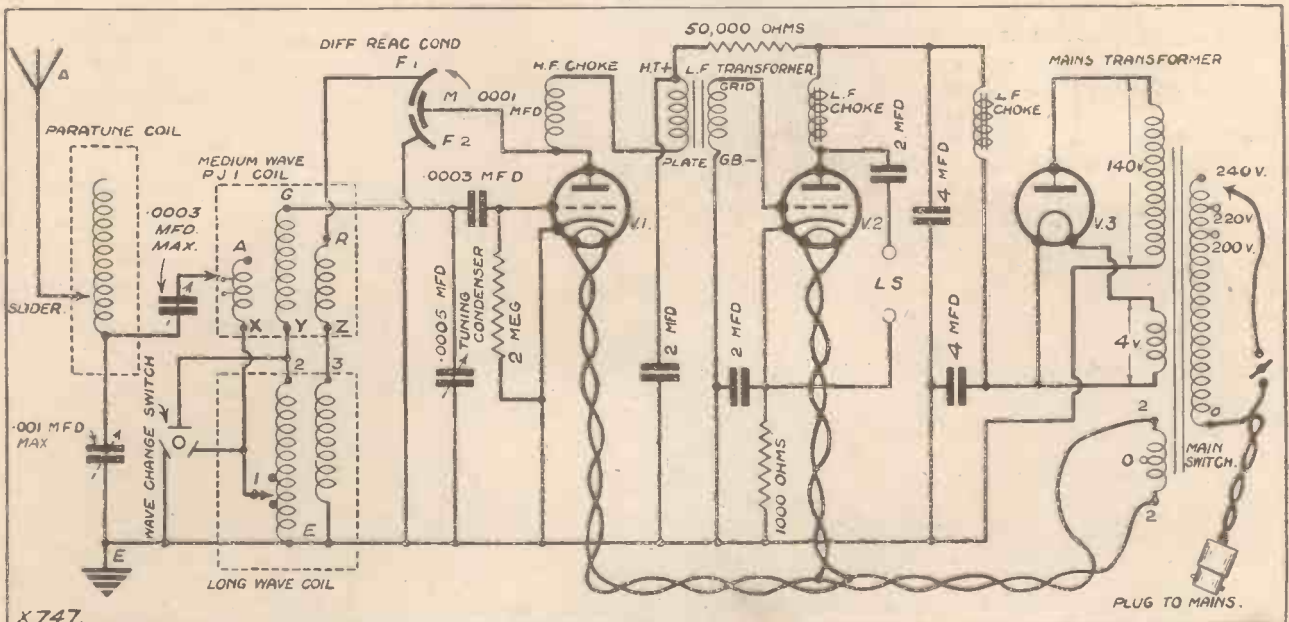 A
SLIDER.
PARATUNE COIL
.0003
MFD.
MAX.
.001 MFD
MAX
E
WAVE CHANGE SWITCH
MEDIUM WAVE
PJ1 COIL
A
G
R
X
Y
Z
2
3
1
E
LONG WAVE COIL
DIFF REAC COND
F1
M
.0001
MFD
F2
H.F. CHOKE
.0003 MFD
.0005 MFD
TUNING
CONDENSER
2 MEG
V.1.
50,000 OHMS
H.T+
L.F TRANSFORMER
GRID
PLATE
GB-
L.F
CHOKE
2 MFD
2 MFD
2 MFD
1000 OHMS
V.2
LS
4 MFD
4 MFD
L.F
CHOKE
V.3
MAINS TRANSFORMER
140v
4v.
240V.
220V
200V.
0
2
0
2
MAIN
SWITCH.
PLUG TO MAINS.
X747.